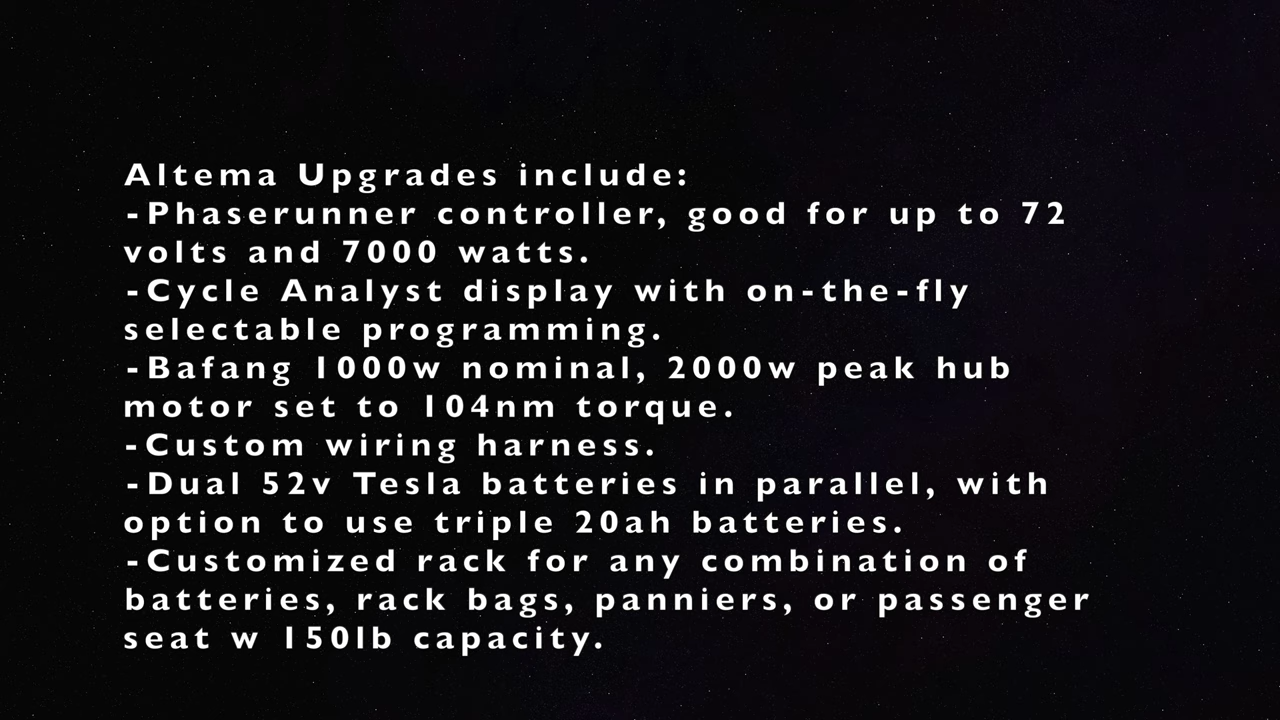 Altema Upgrades include:
-Phaserunner controller, good for up to 72
volts and 7000 watts.
-Cycle Analyst display with on-the-fly
selectable programming.
-Bafang 1000w nominal, 2000w peak hub
motor set to 104nm torque.
-Custom wiring harness.
-Dual 52v Tesla batteries in parallel, with
option to use triple 20ah batteries.
-Customized rack for any combination of
batteries, rack bags, panniers, or passenger
seat w 150lb capacity.